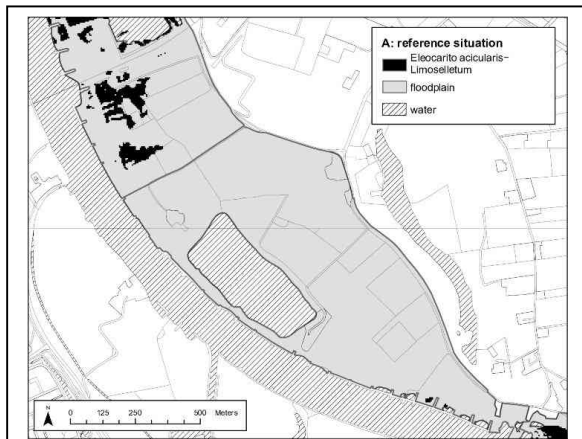 A: reference situation
Eleocarito acicularis-
Limoselletum
floodplain
water
N
0 125 250 500 Meters